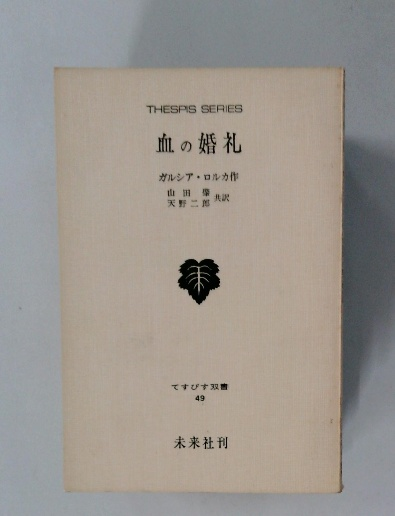 THESPIS SERIES
血の婚礼
ガルシア・ロルカ作
山田肇
天野二郎 共訳
てすぴす双書
49
未来社刊